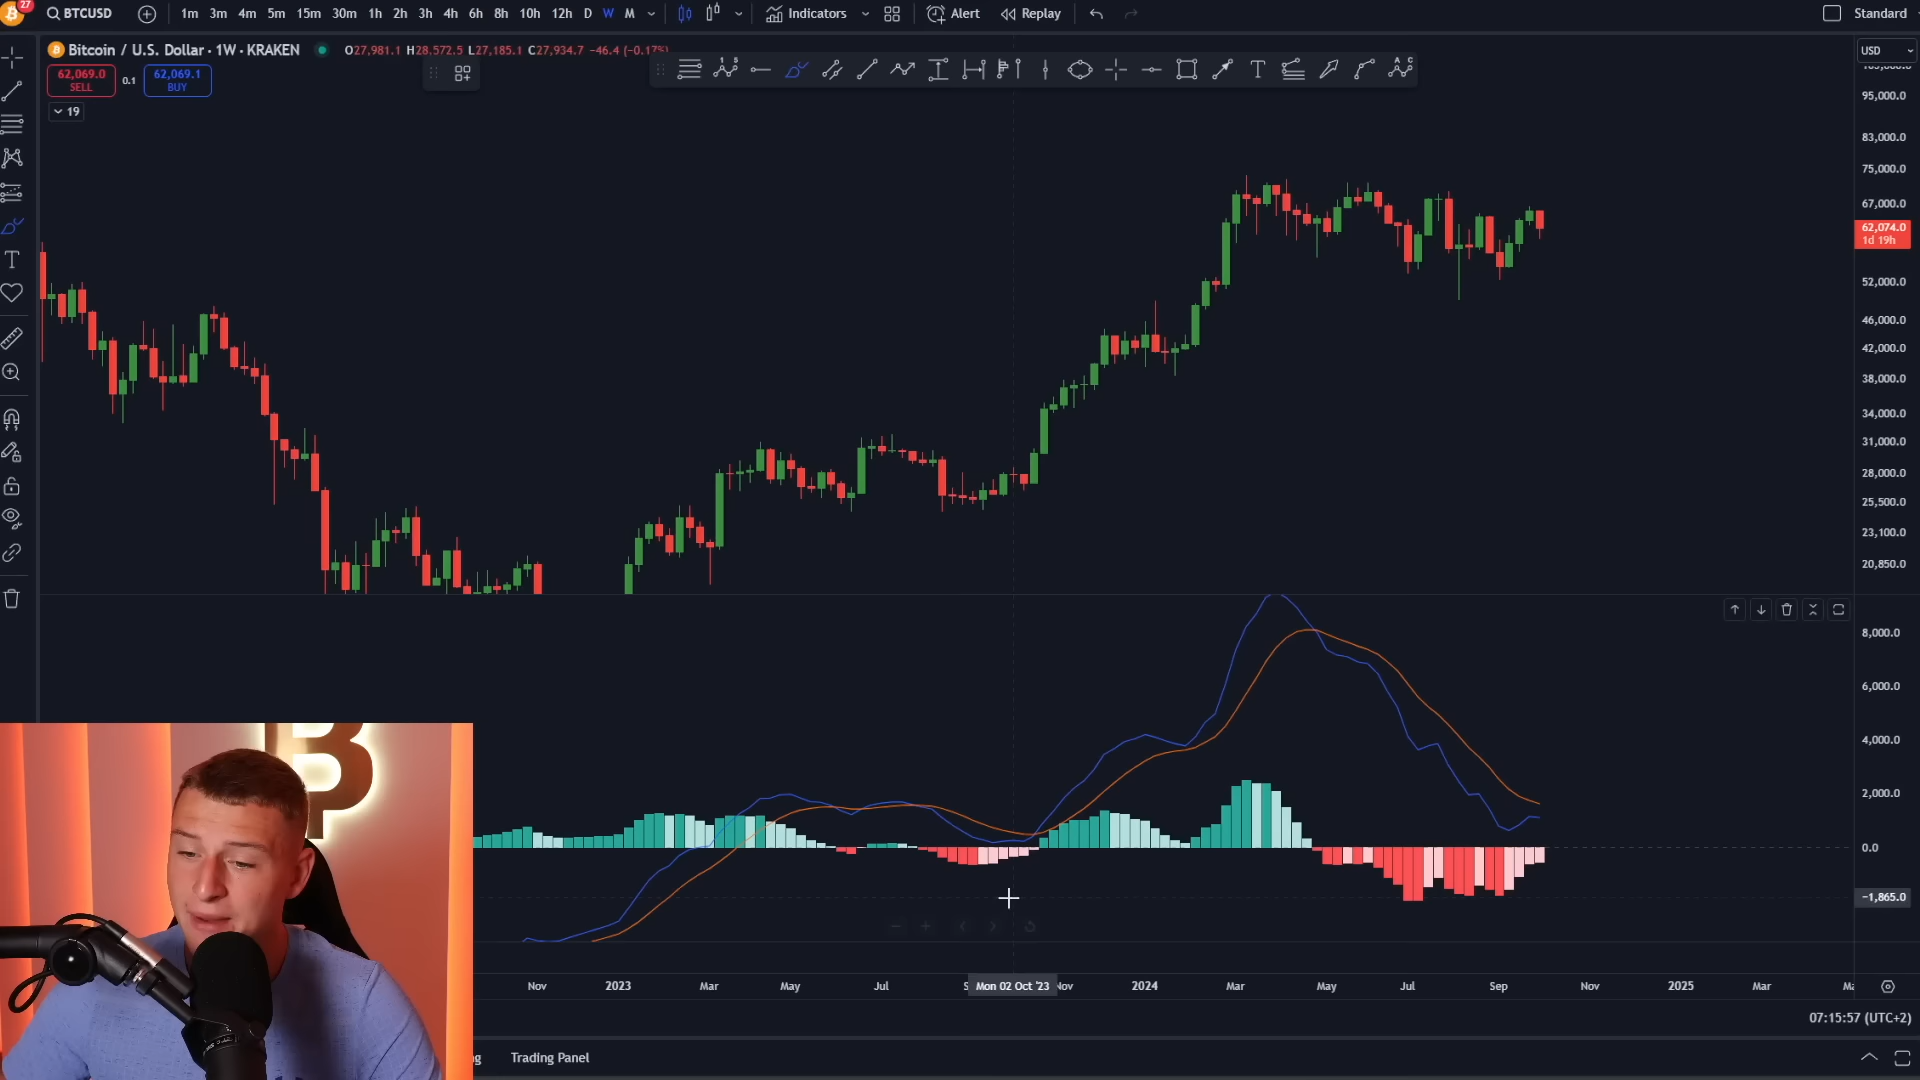 27
BTCUSD
1m 3m 4m 5m 15m 30m 1h 2h 3h 4h 6h 8h 10h 12h D W M
Indicators
Alert
Replay
Standard
Bitcoin / U.S. Dollar · 1W · KRAKEN
O27,981.1 H28,572.5 L27,185.1 C27,934.7 −46.4 (−0.17%)
USD
62,069.0
SELL
0.1
62,069.1
BUY
19
95,000.0
83,000.0
75,000.0
67,000.0
62,074.0
1d 19h
52,000.0
46,000.0
42,000.0
38,000.0
34,000.0
31,000.0
28,000.0
25,500.0
23,100.0
20,850.0
8,000.0
6,000.0
4,000.0
2,000.0
0.0
−1,865.0
Nov 2023 Mar May Jul Mon 02 Oct '23 Nov 2024 Mar May Jul Sep Nov 2025 Mar
07:15:57 (UTC+2)
Trading Panel